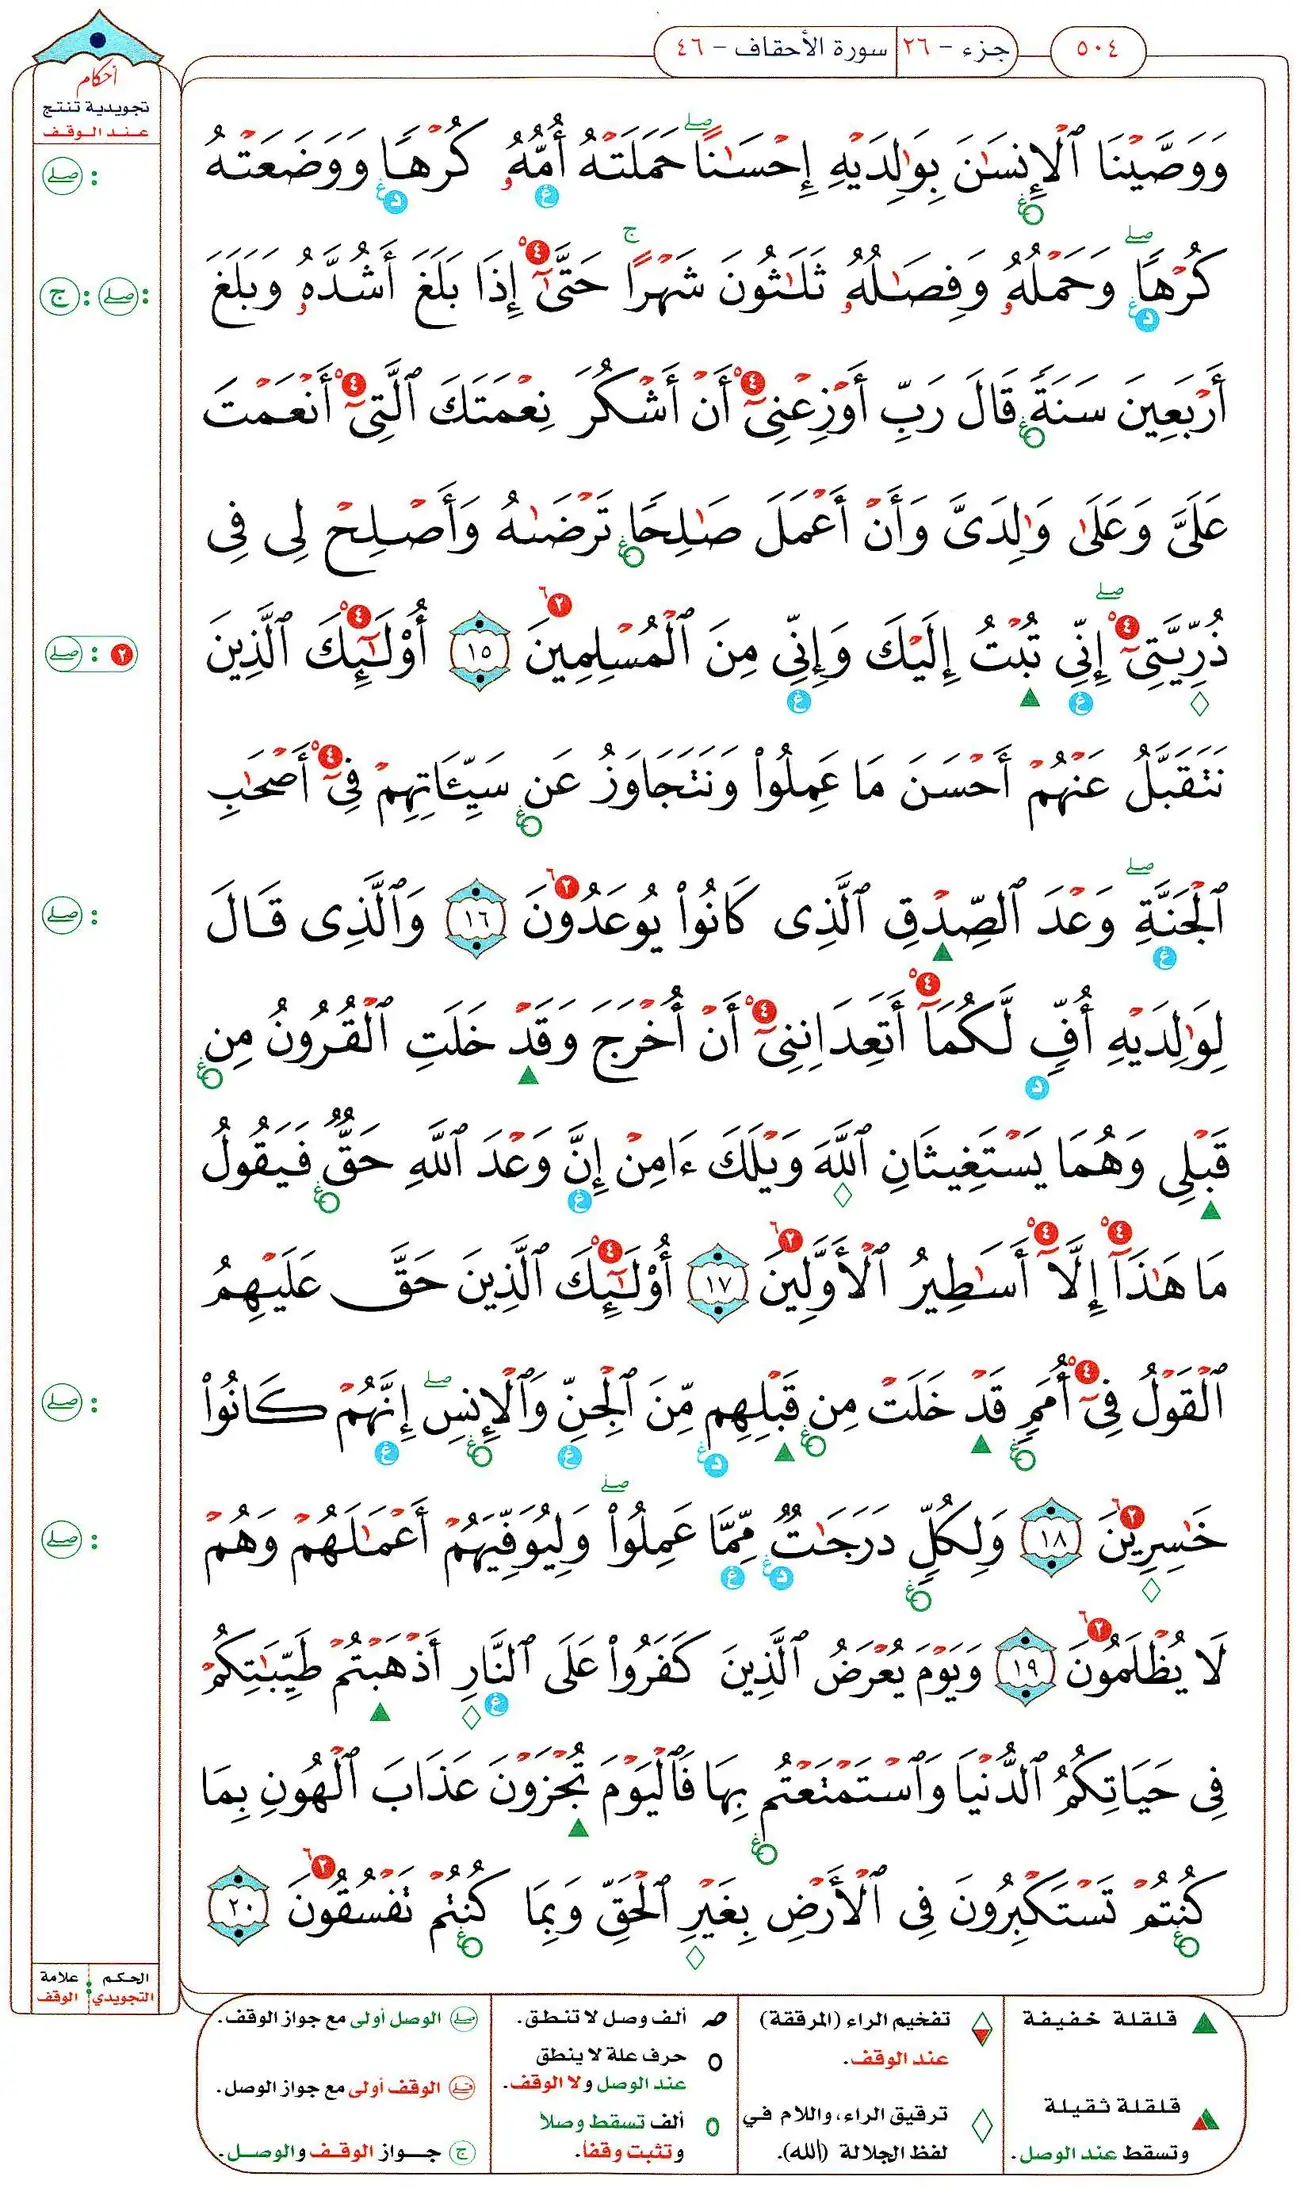 ٥٠٤
جزء - ٢٦
سورة الأحقاف - ٤٦
أحكام
تجويدية تنتج
عند الوقف
وَوَصَّيْنَا ٱلْإِنسَٰنَ بِوَٰلِدَيْهِ إِحْسَٰنًا ۖ حَمَلَتْهُ أُمُّهُۥ كُرْهًا وَوَضَعَتْهُ
كُرْهًا ۖ وَحَمْلُهُۥ وَفِصَٰلُهُۥ ثَلَٰثُونَ شَهْرًا ۚ حَتَّىٰٓ إِذَا بَلَغَ أَشُدَّهُۥ وَبَلَغَ
أَرْبَعِينَ سَنَةً قَالَ رَبِّ أَوْزِعْنِىٓ أَنْ أَشْكُرَ نِعْمَتَكَ ٱلَّتِىٓ أَنْعَمْتَ
عَلَىَّ وَعَلَىٰ وَٰلِدَىَّ وَأَنْ أَعْمَلَ صَٰلِحًا تَرْضَىٰهُ وَأَصْلِحْ لِى فِى
ذُرِّيَّتِىٓ ۖ إِنِّى تُبْتُ إِلَيْكَ وَإِنِّى مِنَ ٱلْمُسْلِمِينَ ١٥ أُو۟لَٰٓئِكَ ٱلَّذِينَ
نَتَقَبَّلُ عَنْهُمْ أَحْسَنَ مَا عَمِلُوا۟ وَنَتَجَاوَزُ عَن سَيِّـَٔاتِهِمْ فِىٓ أَصْحَٰبِ
ٱلْجَنَّةِ ۖ وَعْدَ ٱلصِّدْقِ ٱلَّذِى كَانُوا۟ يُوعَدُونَ ١٦ وَٱلَّذِى قَالَ
لِوَٰلِدَيْهِ أُفٍّ لَّكُمَآ أَتَعِدَانِنِىٓ أَنْ أُخْرَجَ وَقَدْ خَلَتِ ٱلْقُرُونُ مِن
قَبْلِى وَهُمَا يَسْتَغِيثَانِ ٱللَّهَ وَيْلَكَ ءَامِنْ إِنَّ وَعْدَ ٱللَّهِ حَقٌّ فَيَقُولُ
مَا هَٰذَآ إِلَّآ أَسَٰطِيرُ ٱلْأَوَّلِينَ ١٧ أُو۟لَٰٓئِكَ ٱلَّذِينَ حَقَّ عَلَيْهِمُ
ٱلْقَوْلُ فِىٓ أُمَمٍ قَدْ خَلَتْ مِن قَبْلِهِم مِّنَ ٱلْجِنِّ وَٱلْإِنسِ ۖ إِنَّهُمْ كَانُوا۟
خَٰسِرِينَ ١٨ وَلِكُلٍّ دَرَجَٰتٌ مِّمَّا عَمِلُوا۟ ۖ وَلِيُوَفِّيَهُمْ أَعْمَٰلَهُمْ وَهُمْ
لَا يُظْلَمُونَ ١٩ وَيَوْمَ يُعْرَضُ ٱلَّذِينَ كَفَرُوا۟ عَلَى ٱلنَّارِ أَذْهَبْتُمْ طَيِّبَٰتِكُمْ
فِى حَيَاتِكُمُ ٱلدُّنْيَا وَٱسْتَمْتَعْتُم بِهَا فَٱلْيَوْمَ تُجْزَوْنَ عَذَابَ ٱلْهُونِ بِمَا
كُنتُمْ تَسْتَكْبِرُونَ فِى ٱلْأَرْضِ بِغَيْرِ ٱلْحَقِّ وَبِمَا كُنتُمْ تَفْسُقُونَ ٢٠
الحكم التجويدي
علامة الوقف
قلقلة خفيفة
قلقلة ثقيلة
وتسقط عند الوصل.
تفخيم الراء (المرققة)
عند الوقف.
ترقيق الراء، واللام في
لفظ الجلالة (الله).
ألف وصل لا تنطق.
حرف علة لا ينطق
عند الوصل ولا الوقف.
ألف تسقط وصلاً
وتثبت وقفاً.
صلے الوصل أولى مع جواز الوقف.
قلے الوقف أولى مع جواز الوصل.
ج جواز الوقف والوصل.